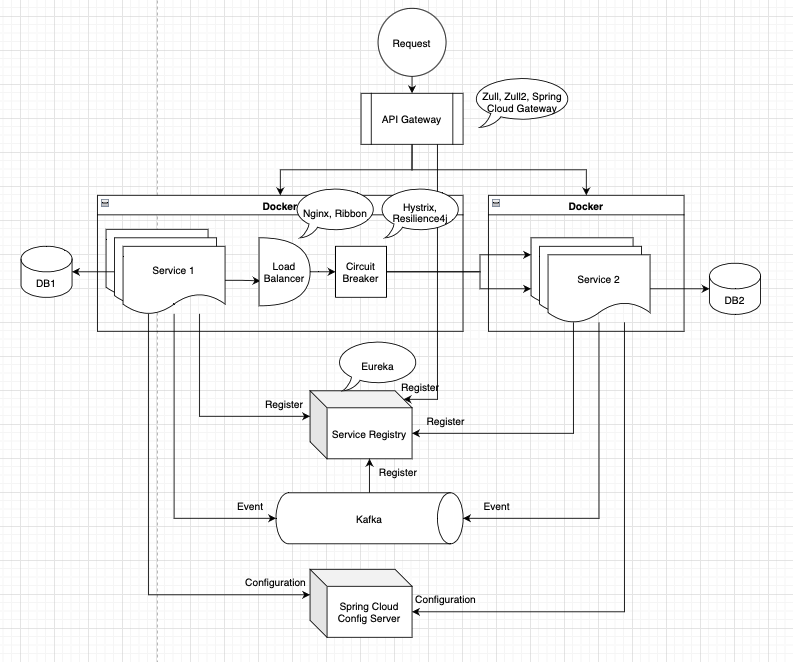 Request
API Gateway
Zull, Zull2, Spring
Cloud Gateway
Docker
Nginx, Ribbon
Hystrix,
Resilience4j
Docker
Service 1
Load
Balancer
Circuit
Breaker
Service 2
DB1
DB2
Eureka
Register
Register
Register
Service Registry
Register
Event
Event
Kafka
Configuration
Configuration
Spring Cloud
Config Server